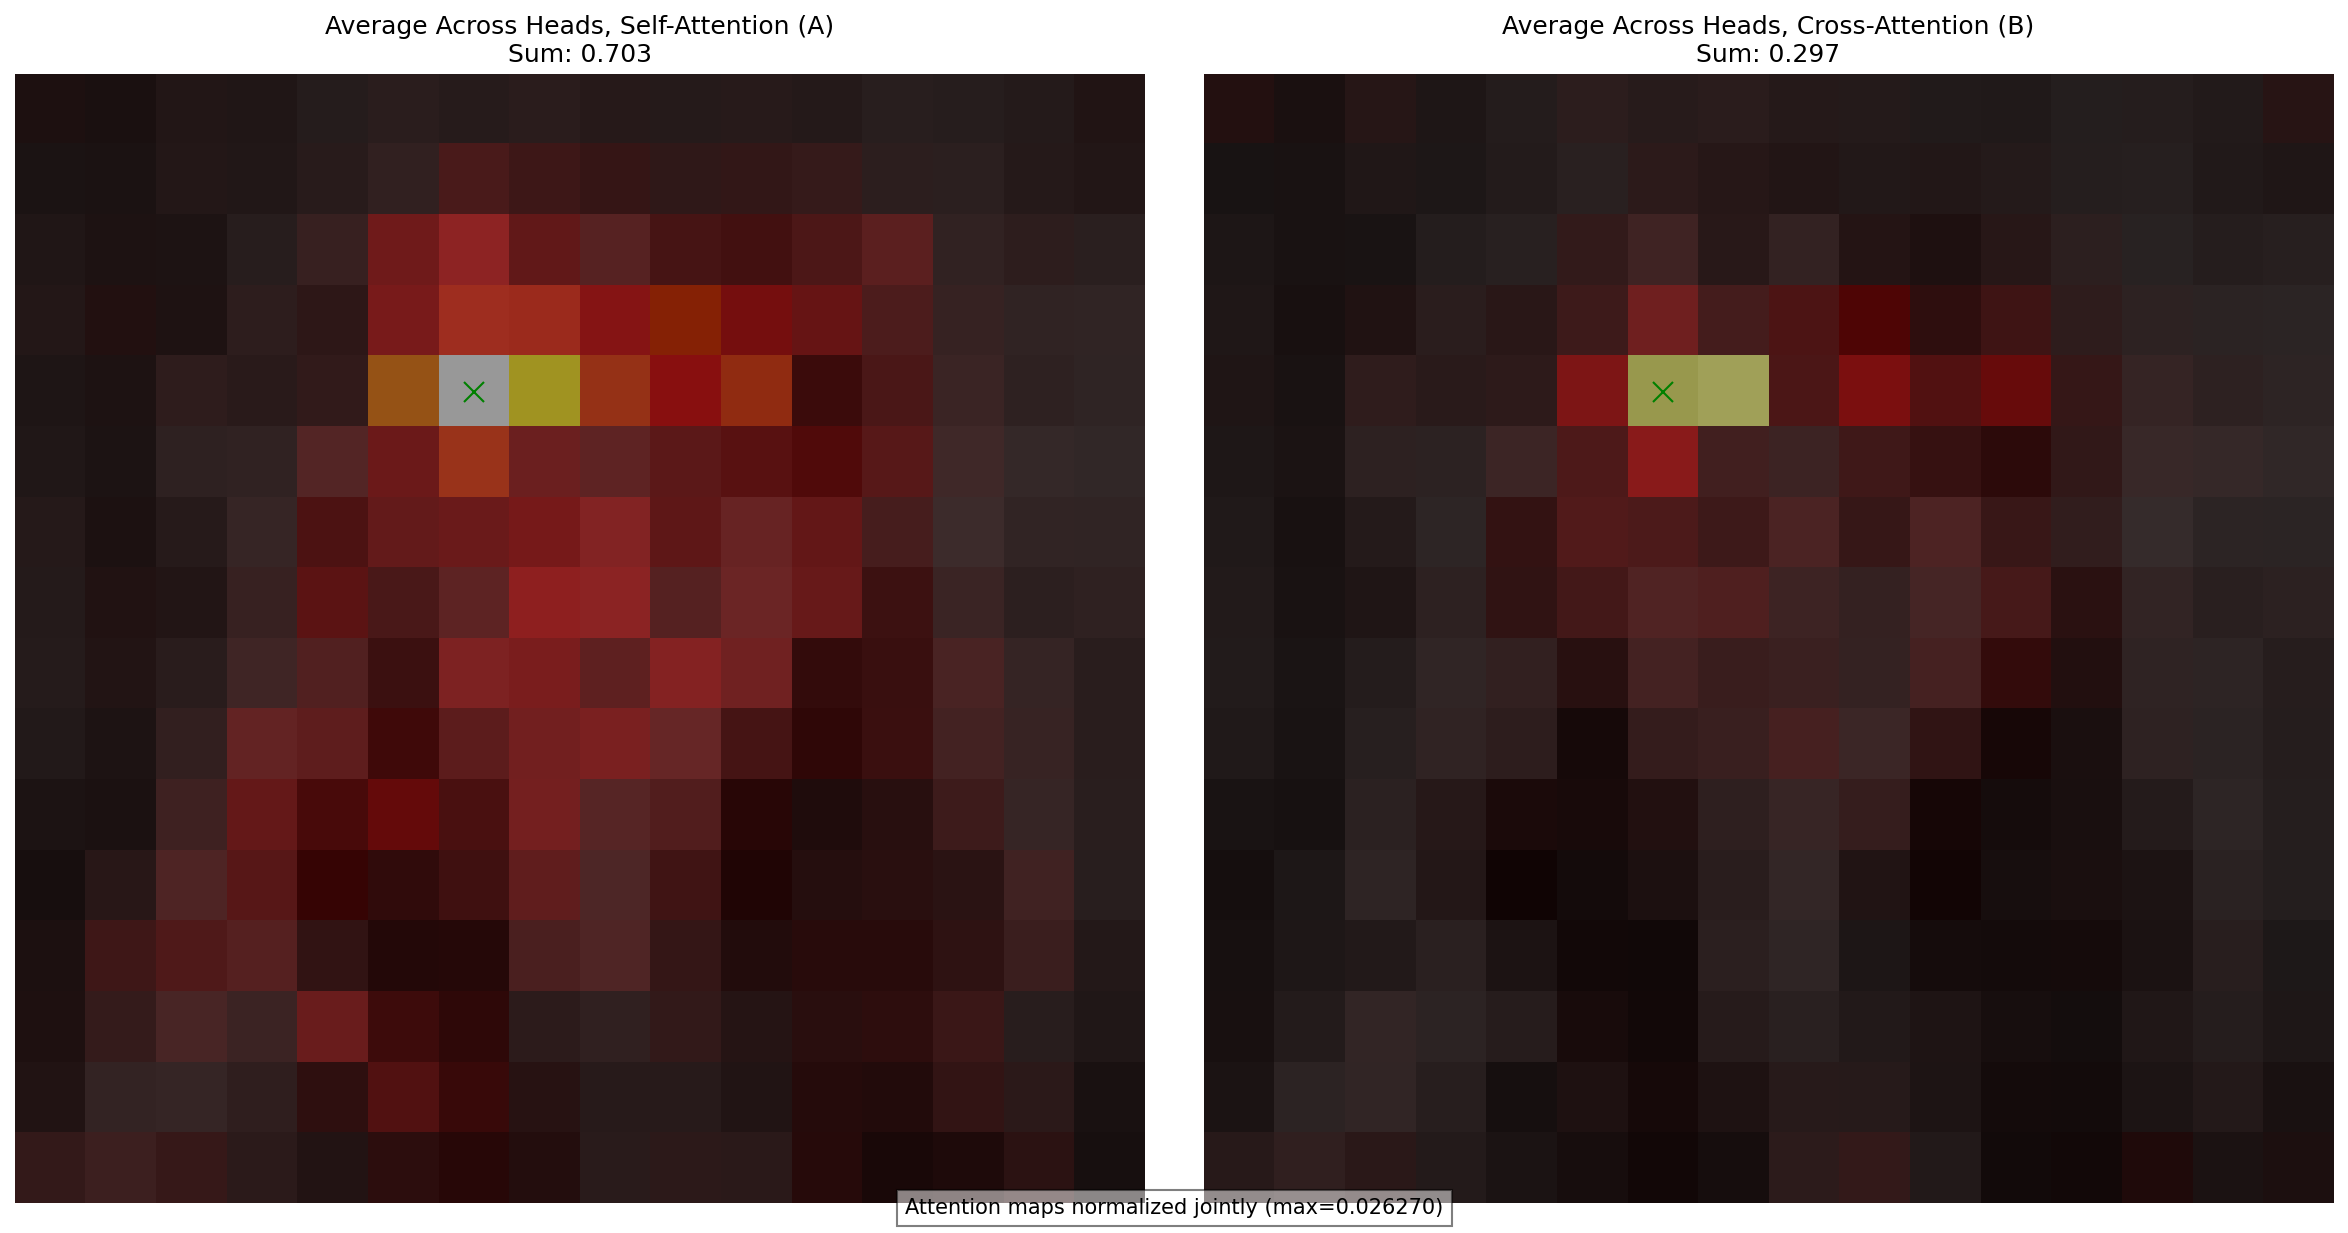 Average Across Heads, Self-Attention (A)
Sum: 0.703
Average Across Heads, Cross-Attention (B)
Sum: 0.297
Attention maps normalized jointly (max=0.026270)